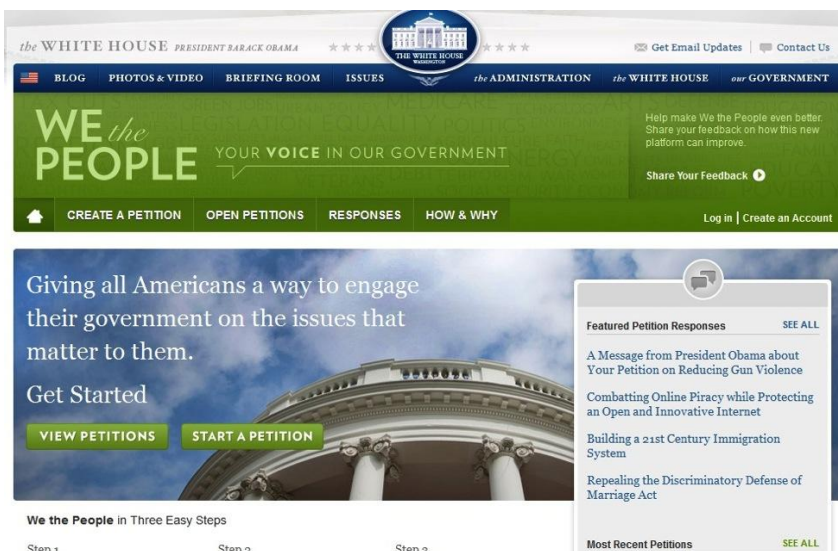 the WHITE HOUSE PRESIDENT BARACK OBAMA
THE WHITE HOUSE
WASHINGTON
Get Email Updates
Contact Us
BLOG PHOTOS & VIDEO BRIEFING ROOM ISSUES the ADMINISTRATION the WHITE HOUSE our GOVERNMENT
WE the
PEOPLE
YOUR VOICE IN OUR GOVERNMENT
Help make We the People even better.
Share your feedback on how this new
platform can improve.
Share Your Feedback
CREATE A PETITION OPEN PETITIONS RESPONSES HOW & WHY
Log in | Create an Account
Giving all Americans a way to engage
their government on the issues that
matter to them.
Get Started
VIEW PETITIONS START A PETITION
Featured Petition Responses SEE ALL
A Message from President Obama about
Your Petition on Reducing Gun Violence
Combatting Online Piracy while Protecting
an Open and Innovative Internet
Building a 21st Century Immigration
System
Repealing the Discriminatory Defense of
Marriage Act
Most Recent Petitions SEE ALL
We the People in Three Easy Steps
Step 1 Step 2 Step 3